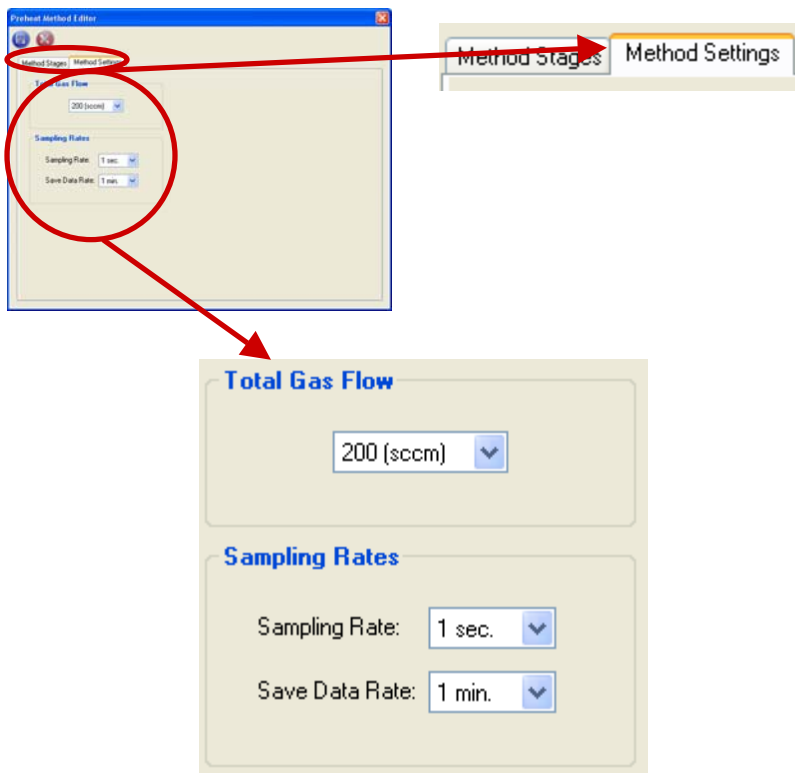 Preheat Method Editor
Method Stages Method Settings
Total Gas Flow
200 (sccm)
Sampling Rates
Sampling Rate: 1 sec.
Save Data Rate: 1 min.
Method Stages Method Settings
Total Gas Flow
200 (sccm)
Sampling Rates
Sampling Rate: 1 sec.
Save Data Rate: 1 min.